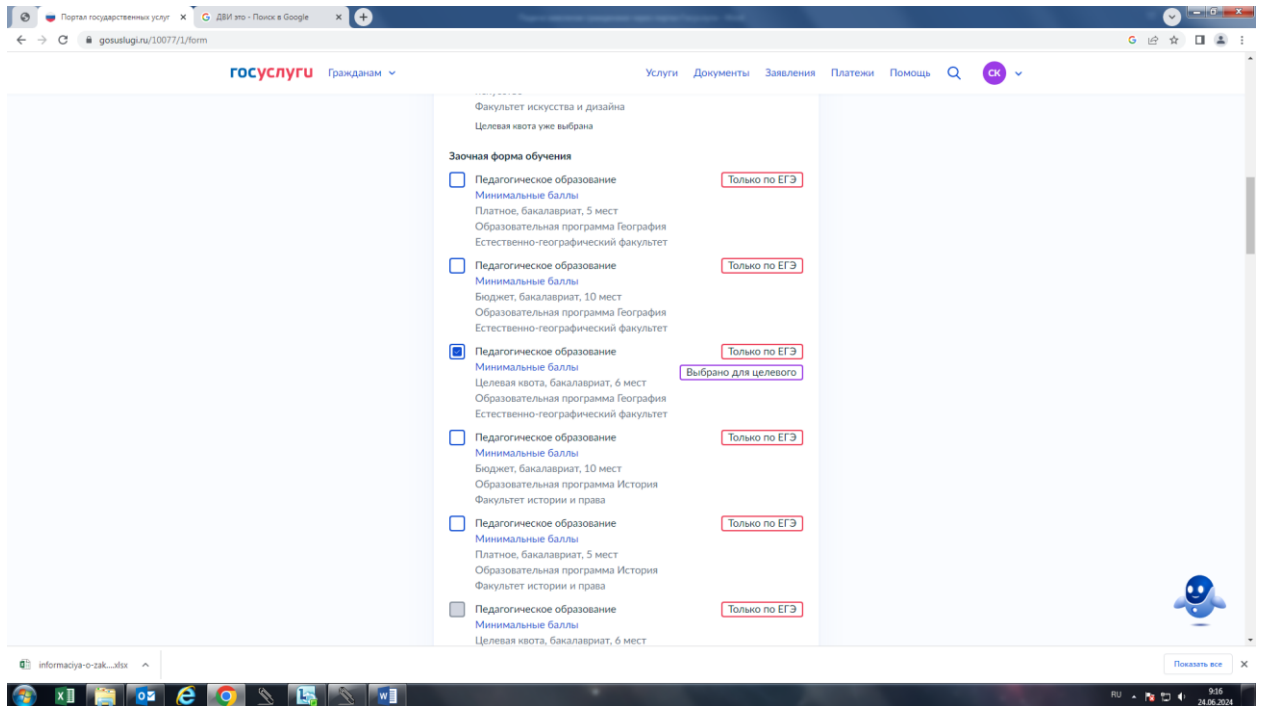 Портал государственных услуг
ДВИ это - Поиск в Google
gosuslugi.ru/10077/1/form
госуслуги Гражданам Услуги Документы Заявления Платежи Помощь СК
Факультет искусства и дизайна
Целевая квота уже выбрана
Заочная форма обучения
Педагогическое образование Только по ЕГЭ
Минимальные баллы
Платное, бакалавриат, 5 мест
Образовательная программа География
Естественно-географический факультет
Педагогическое образование Только по ЕГЭ
Минимальные баллы
Бюджет, бакалавриат, 10 мест
Образовательная программа География
Естественно-географический факультет
Педагогическое образование Только по ЕГЭ
Минимальные баллы Выбрано для целевого
Целевая квота, бакалавриат, 6 мест
Образовательная программа География
Естественно-географический факультет
Педагогическое образование Только по ЕГЭ
Минимальные баллы
Бюджет, бакалавриат, 10 мест
Образовательная программа История
Факультет истории и права
Педагогическое образование Только по ЕГЭ
Минимальные баллы
Платное, бакалавриат, 5 мест
Образовательная программа История
Факультет истории и права
Педагогическое образование Только по ЕГЭ
Минимальные баллы
Целевая квота, бакалавриат, 6 мест
informaciya-o-zak....xlsx Показать все
RU 9:16
24.06.2024